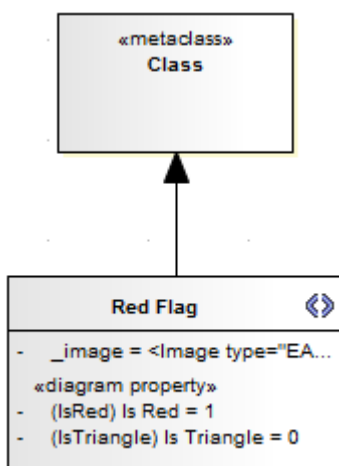 «metaclass»
Class
Red Flag
- _image = <Image type="EA...
«diagram property»
- (IsRed) Is Red = 1
- (IsTriangle) Is Triangle = 0